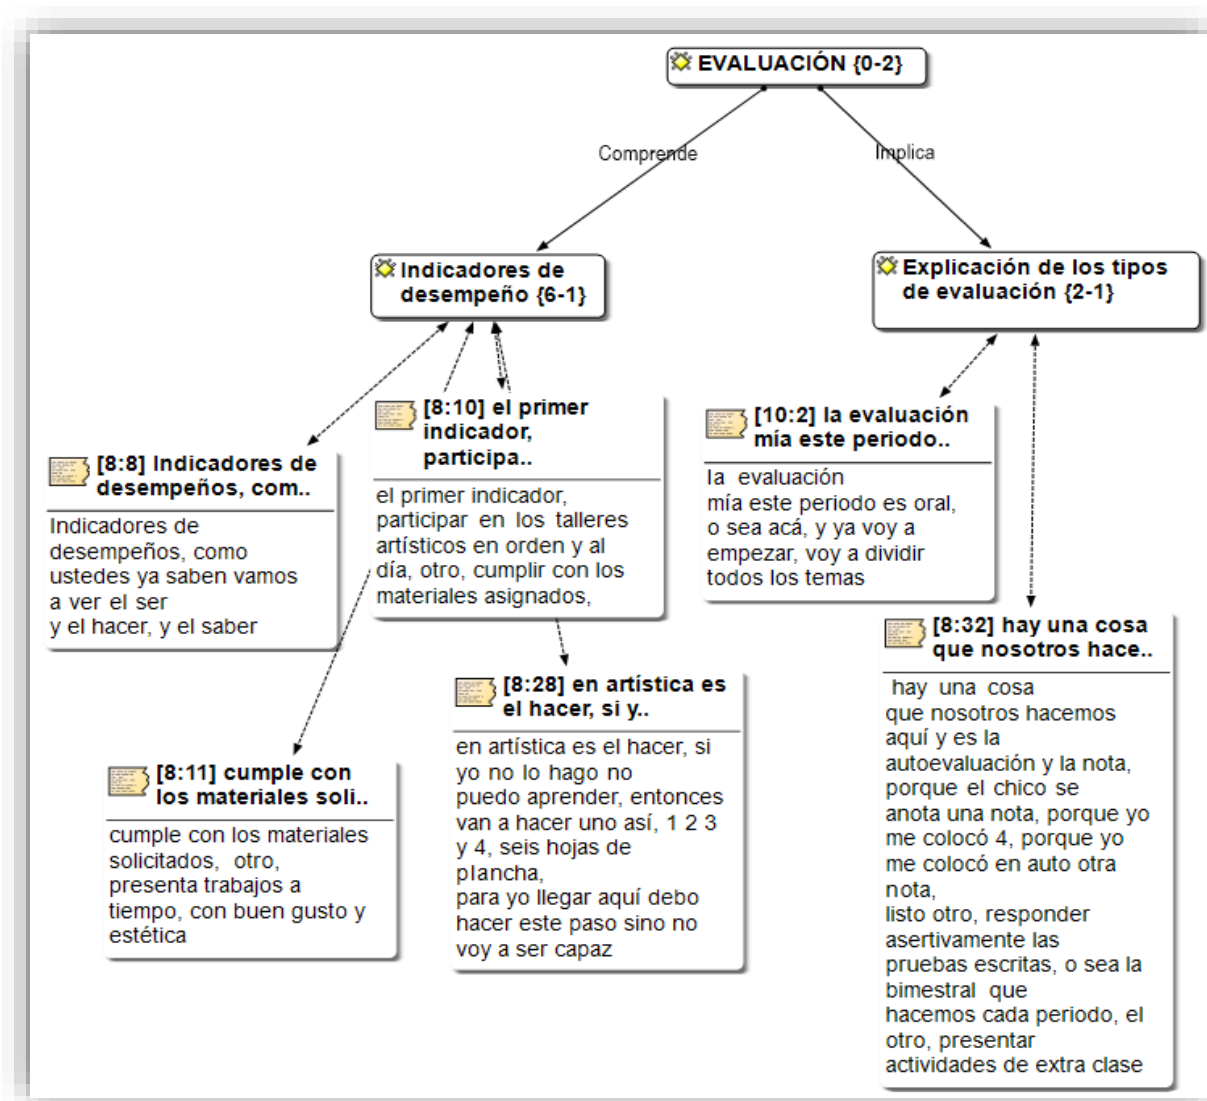 EVALUACIÓN {0-2}
Comprende
Implica
Indicadores de
desempeño {6-1}
Explicación de los tipos
de evaluación {2-1}
[8:8] Indicadores de
desempeños, com..
Indicadores de
desempeños, como
ustedes ya saben vamos
a ver el ser
y el hacer, y el saber
[8:10] el primer
indicador,
participa..
el primer indicador,
participar en los talleres
artísticos en orden y al
día, otro, cumplir con los
materiales asignados,
[10:2] la evaluación
mía este periodo..
la evaluación
mía este periodo es oral,
o sea acá, y ya voy a
empezar, voy a dividir
todos los temas
[8:11] cumple con
los materiales soli..
cumple con los materiales
solicitados, otro,
presenta trabajos a
tiempo, con buen gusto y
estética
[8:28] en artística es
el hacer, si y..
en artística es el hacer, si
yo no lo hago no
puedo aprender, entonces
van a hacer uno así, 1 2 3
y 4, seis hojas de
plancha,
para yo llegar aquí debo
hacer este paso sino no
voy a ser capaz
[8:32] hay una cosa
que nosotros hace..
hay una cosa
que nosotros hacemos
aquí y es la
autoevaluación y la nota,
porque el chico se
anota una nota, porque yo
me colocó 4, porque yo
me colocó en auto otra
nota,
listo otro, responder
asertivamente las
pruebas escritas, o sea la
bimestral que
hacemos cada periodo, el
otro, presentar
actividades de extra clase